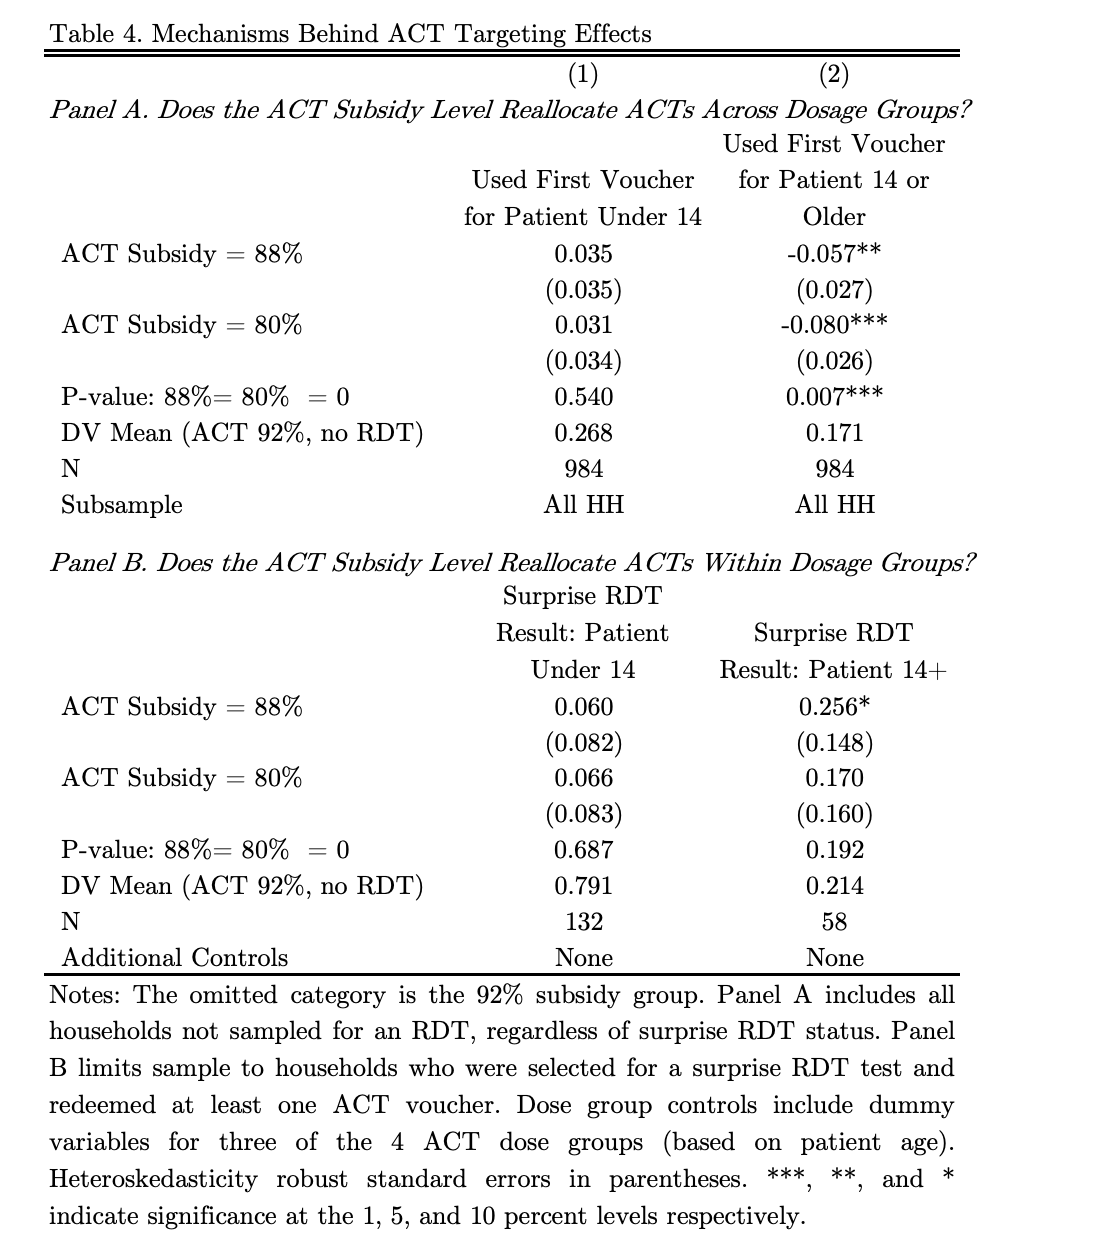 Table 4. Mechanisms Behind ACT Targeting Effects
(1) (2)
Panel A. Does the ACT Subsidy Level Reallocate ACTs Across Dosage Groups?
Used First Voucher
Used First Voucher for Patient 14 or
for Patient Under 14 Older
ACT Subsidy = 88% 0.035 -0.057**
(0.035) (0.027)
ACT Subsidy = 80% 0.031 -0.080***
(0.034) (0.026)
P-value: 88%= 80% = 0 0.540 0.007***
DV Mean (ACT 92%, no RDT) 0.268 0.171
N 984 984
Subsample All HH All HH
Panel B. Does the ACT Subsidy Level Reallocate ACTs Within Dosage Groups?
Surprise RDT
Result: Patient Surprise RDT
Under 14 Result: Patient 14+
ACT Subsidy = 88% 0.060 0.256*
(0.082) (0.148)
ACT Subsidy = 80% 0.066 0.170
(0.083) (0.160)
P-value: 88%= 80% = 0 0.687 0.192
DV Mean (ACT 92%, no RDT) 0.791 0.214
N 132 58
Additional Controls None None
Notes: The omitted category is the 92% subsidy group. Panel A includes all
households not sampled for an RDT, regardless of surprise RDT status. Panel
B limits sample to households who were selected for a surprise RDT test and
redeemed at least one ACT voucher. Dose group controls include dummy
variables for three of the 4 ACT dose groups (based on patient age).
Heteroskedasticity robust standard errors in parentheses. ***, **, and *
indicate significance at the 1, 5, and 10 percent levels respectively.